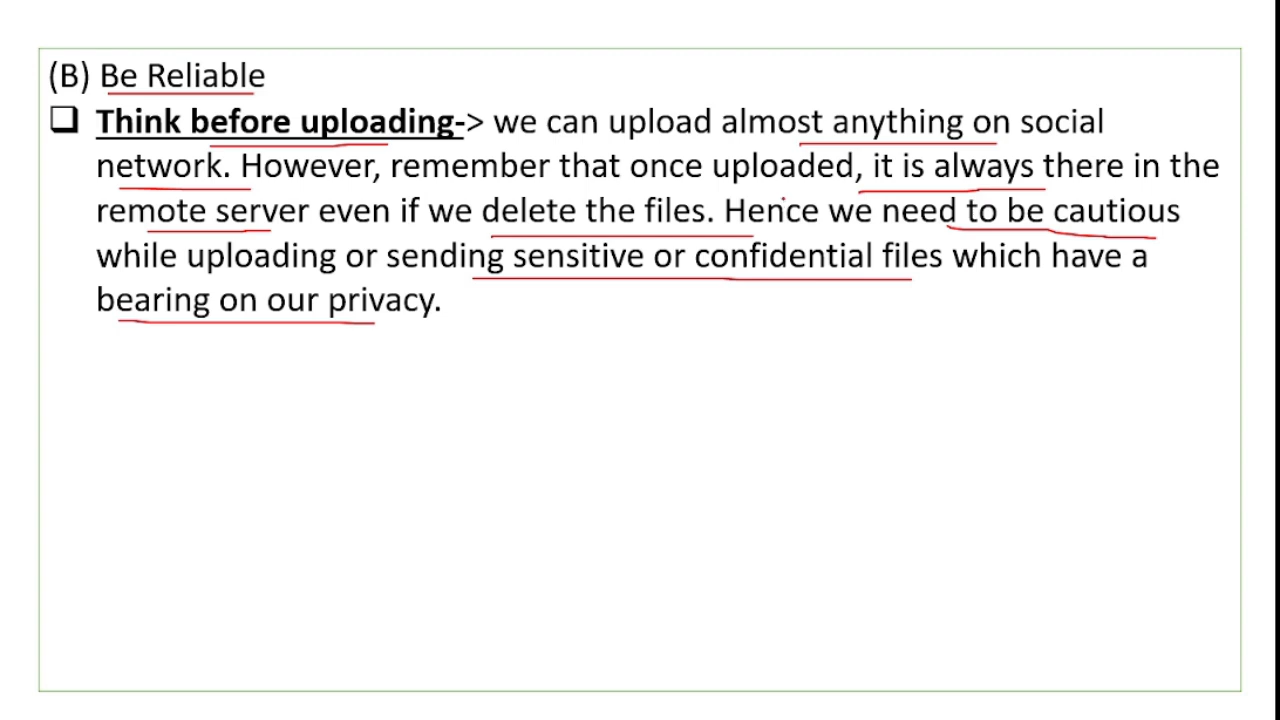 (B) Be Reliable
❑ Think before uploading-> we can upload almost anything on social
network. However, remember that once uploaded, it is always there in the
remote server even if we delete the files. Hence we need to be cautious
while uploading or sending sensitive or confidential files which have a
bearing on our privacy.